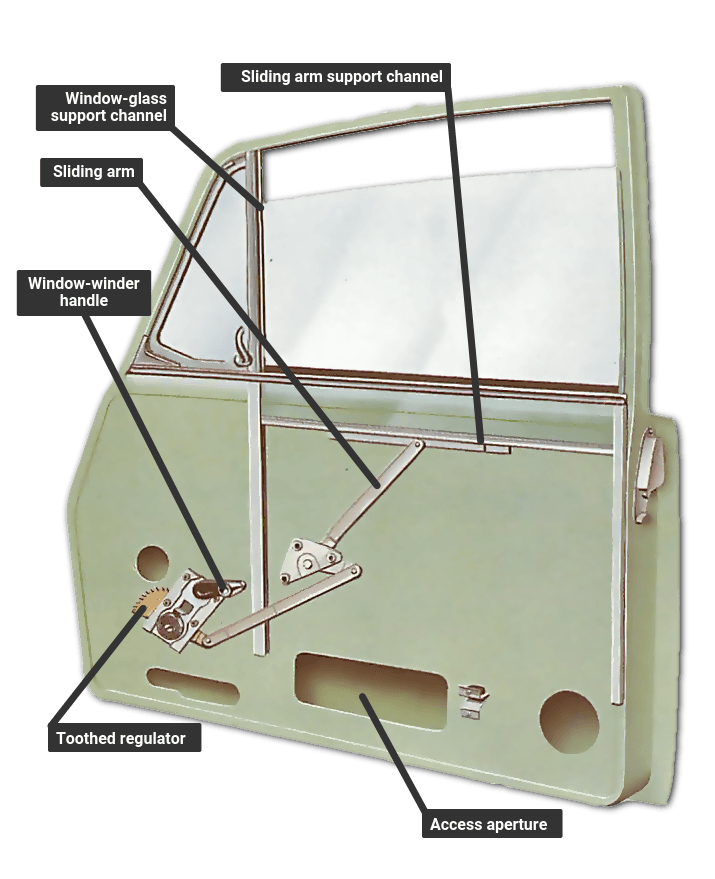 Sliding arm support channel
Window-glass
support channel
Sliding arm
Window-winder
handle
Toothed regulator
Access aperture